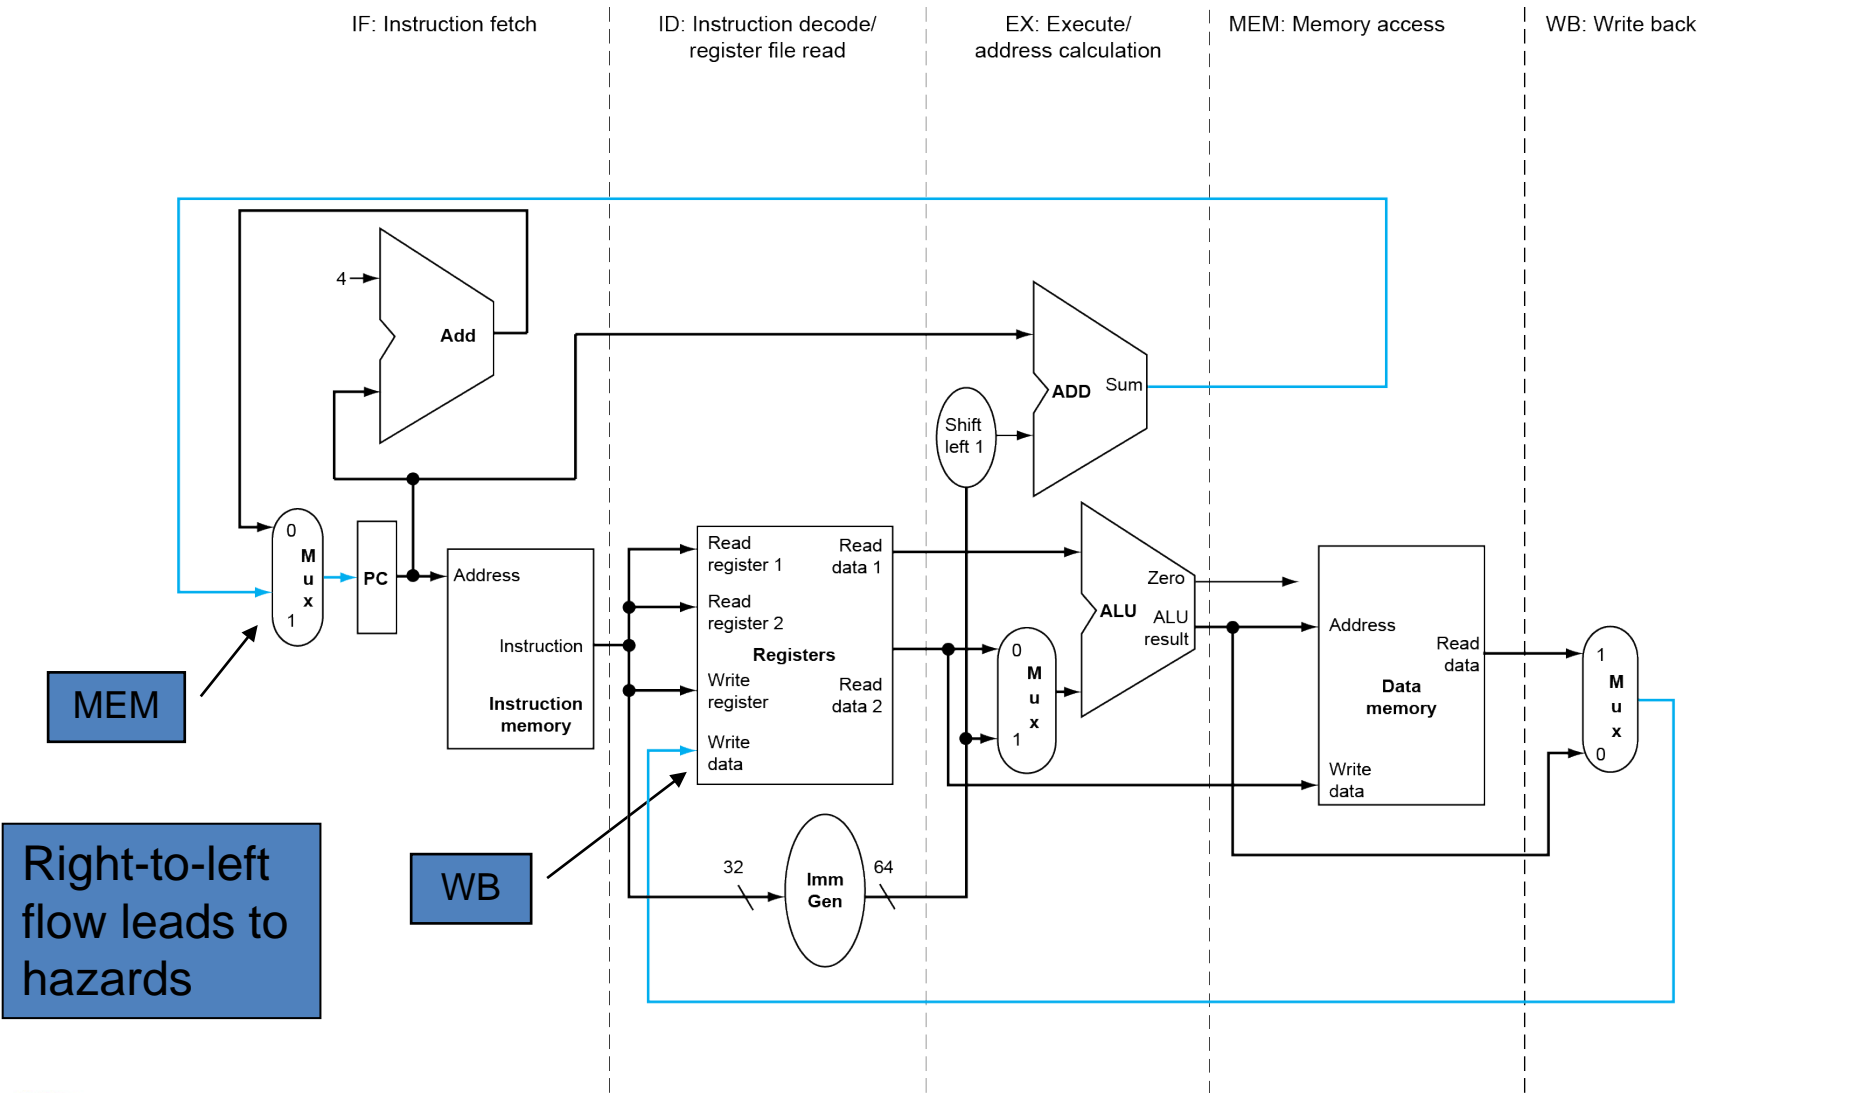 IF: Instruction fetch
ID: Instruction decode/
register file read
EX: Execute/
address calculation
MEM: Memory access
WB: Write back
4
Add
ADD
Sum
Shift
left 1
0
M
u
x
1
PC
Address
Instruction
Instruction
memory
Read
register 1
Read
register 2
Registers
Write
register
Write
data
Read
data 1
Read
data 2
0
M
u
x
1
Zero
ALU
ALU
result
Address
Read
data
Data
memory
Write
data
1
M
u
x
0
MEM
WB
32
Imm
Gen
64
Right-to-left
flow leads to
hazards